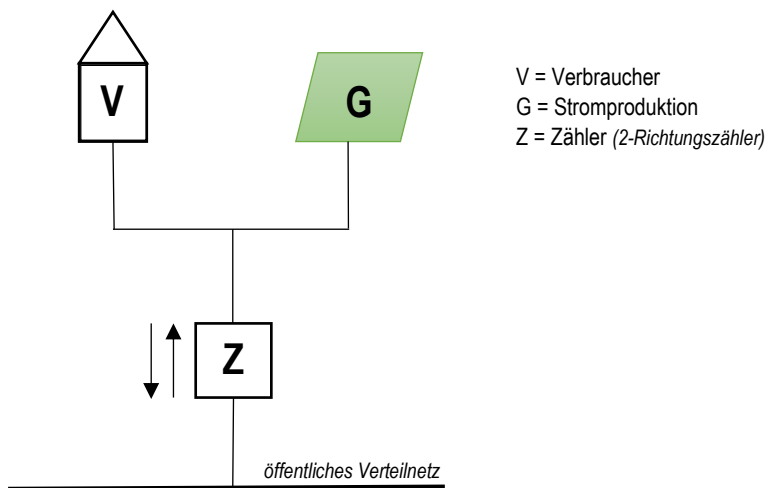 V
G
V = Verbraucher
G = Stromproduktion
Z = Zähler (2-Richtungszähler)
Z
öffentliches Verteilnetz